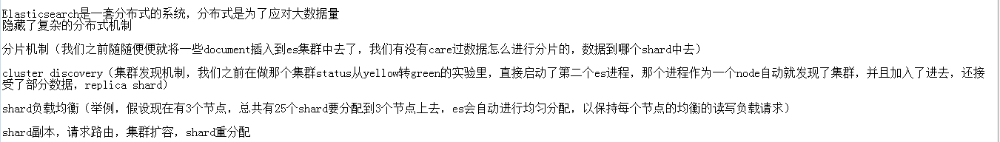 Elasticsearch是一套分布式的系统，分布式是为了应对大数据量
隐藏了复杂的分布式机制
分片机制（我们之前随随便便就将一些document插入到es集群中去了，我们有没有care过数据怎么进行分片的，数据到哪个shard中去）
cluster discovery（集群发现机制，我们之前在做那个集群status从yellow转green的实验里，直接启动了第二个es进程，那个进程作为一个node自动就发现了集群，并且加入了进去，还接
受了部分数据，replica shard）
shard负载均衡（举例，假设现在有3个节点，总共有25个shard要分配到3个节点上去，es会自动进行均匀分配，以保持每个节点的均衡的读写负载请求）
shard副本，请求路由，集群扩容，shard重分配